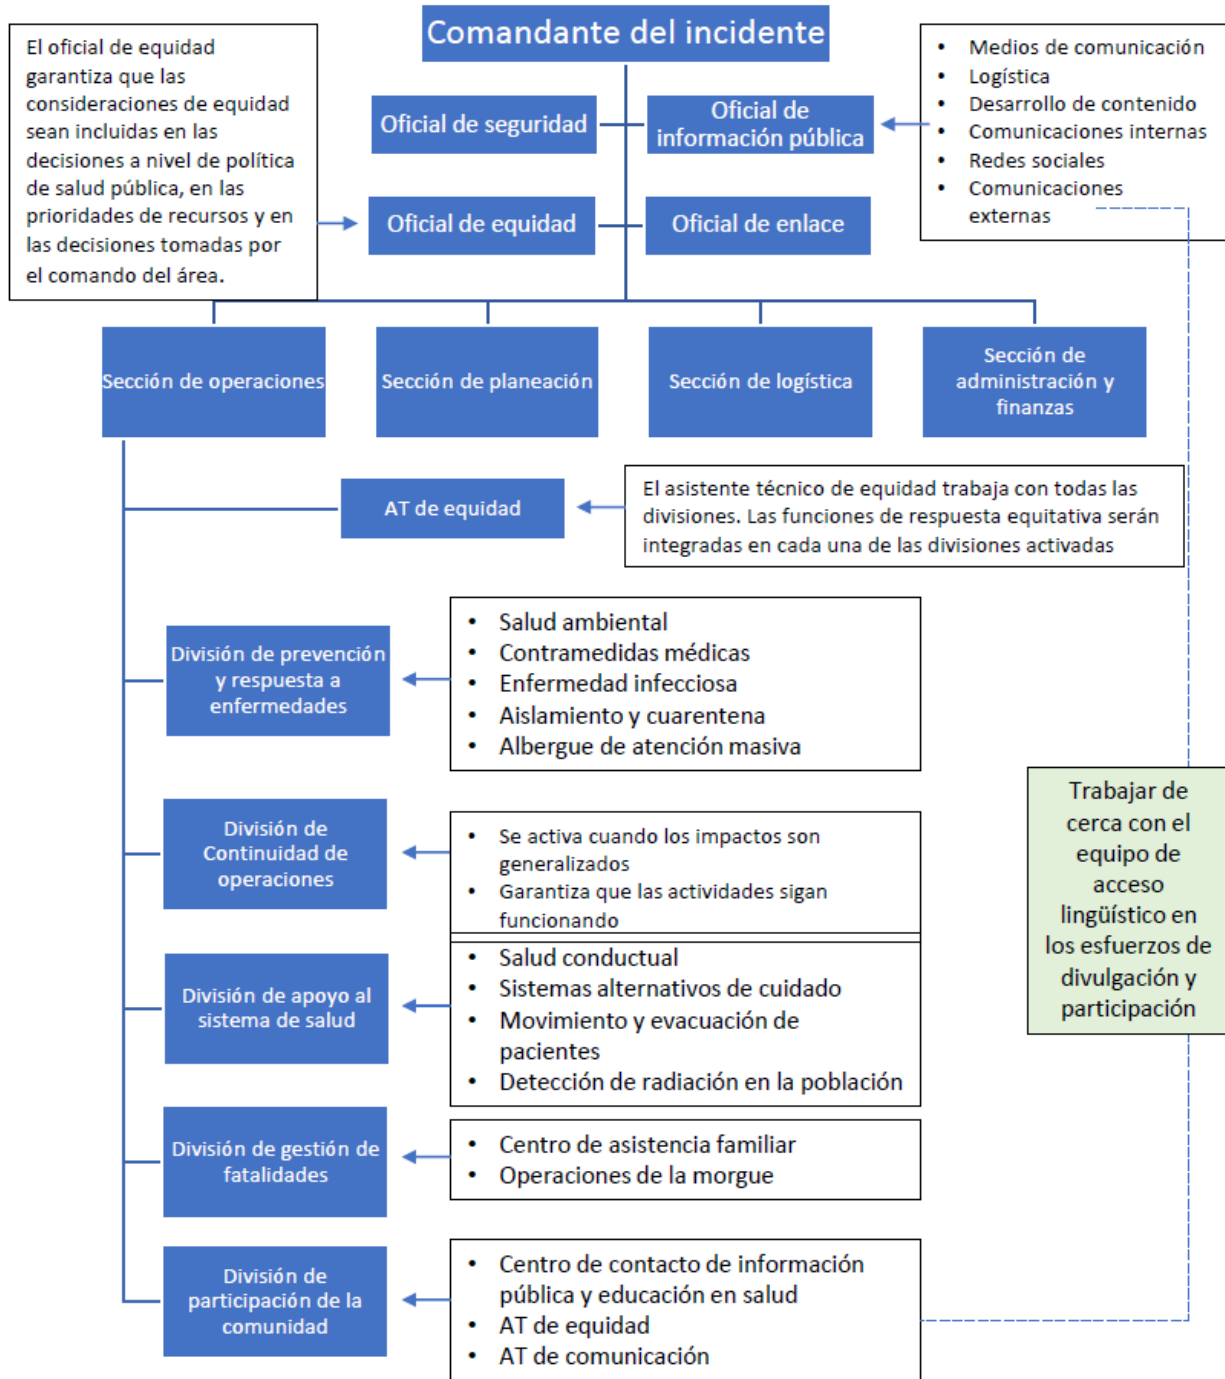 Comandante del incidente
El oficial de equidad
garantiza que las
consideraciones de equidad
sean incluidas en las
decisiones a nivel de política
de salud pública, en las
prioridades de recursos y en
las decisiones tomadas por
el comando del área.
Oficial de seguridad
Oficial de
información pública
• Medios de comunicación
• Logística
• Desarrollo de contenido
• Comunicaciones internas
• Redes sociales
• Comunicaciones
externas
Oficial de equidad
Oficial de enlace
Sección de operaciones
Sección de planeación
Sección de logística
Sección de
administración y
finanzas
AT de equidad
El asistente técnico de equidad trabaja con todas las
divisiones. Las funciones de respuesta equitativa serán
integradas en cada una de las divisiones activadas
División de prevención
y respuesta a
enfermedades
• Salud ambiental
• Contramedidas médicas
• Enfermedad infecciosa
• Aislamiento y cuarentena
• Albergue de atención masiva
División de
Continuidad de
operaciones
• Se activa cuando los impactos son
generalizados
• Garantiza que las actividades sigan
funcionando
División de apoyo al
sistema de salud
• Salud conductual
• Sistemas alternativos de cuidado
• Movimiento y evacuación de
pacientes
• Detección de radiación en la población
Trabajar de
cerca con el
equipo de
acceso
lingüístico en
los esfuerzos de
divulgación y
participación
División de gestión de
fatalidades
• Centro de asistencia familiar
• Operaciones de la morgue
División de
participación de la
comunidad
• Centro de contacto de información
pública y educación en salud
• AT de equidad
• AT de comunicación